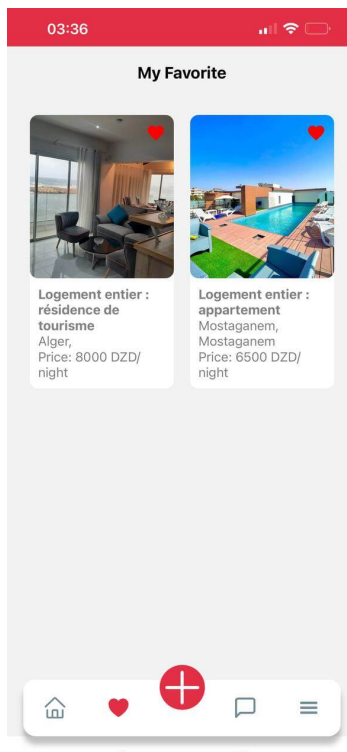 03:36
My Favorite
Logement entier :
résidence de
tourisme
Alger,
Price: 8000 DZD/
night
Logement entier :
appartement
Mostaganem,
Mostaganem
Price: 6500 DZD/
night